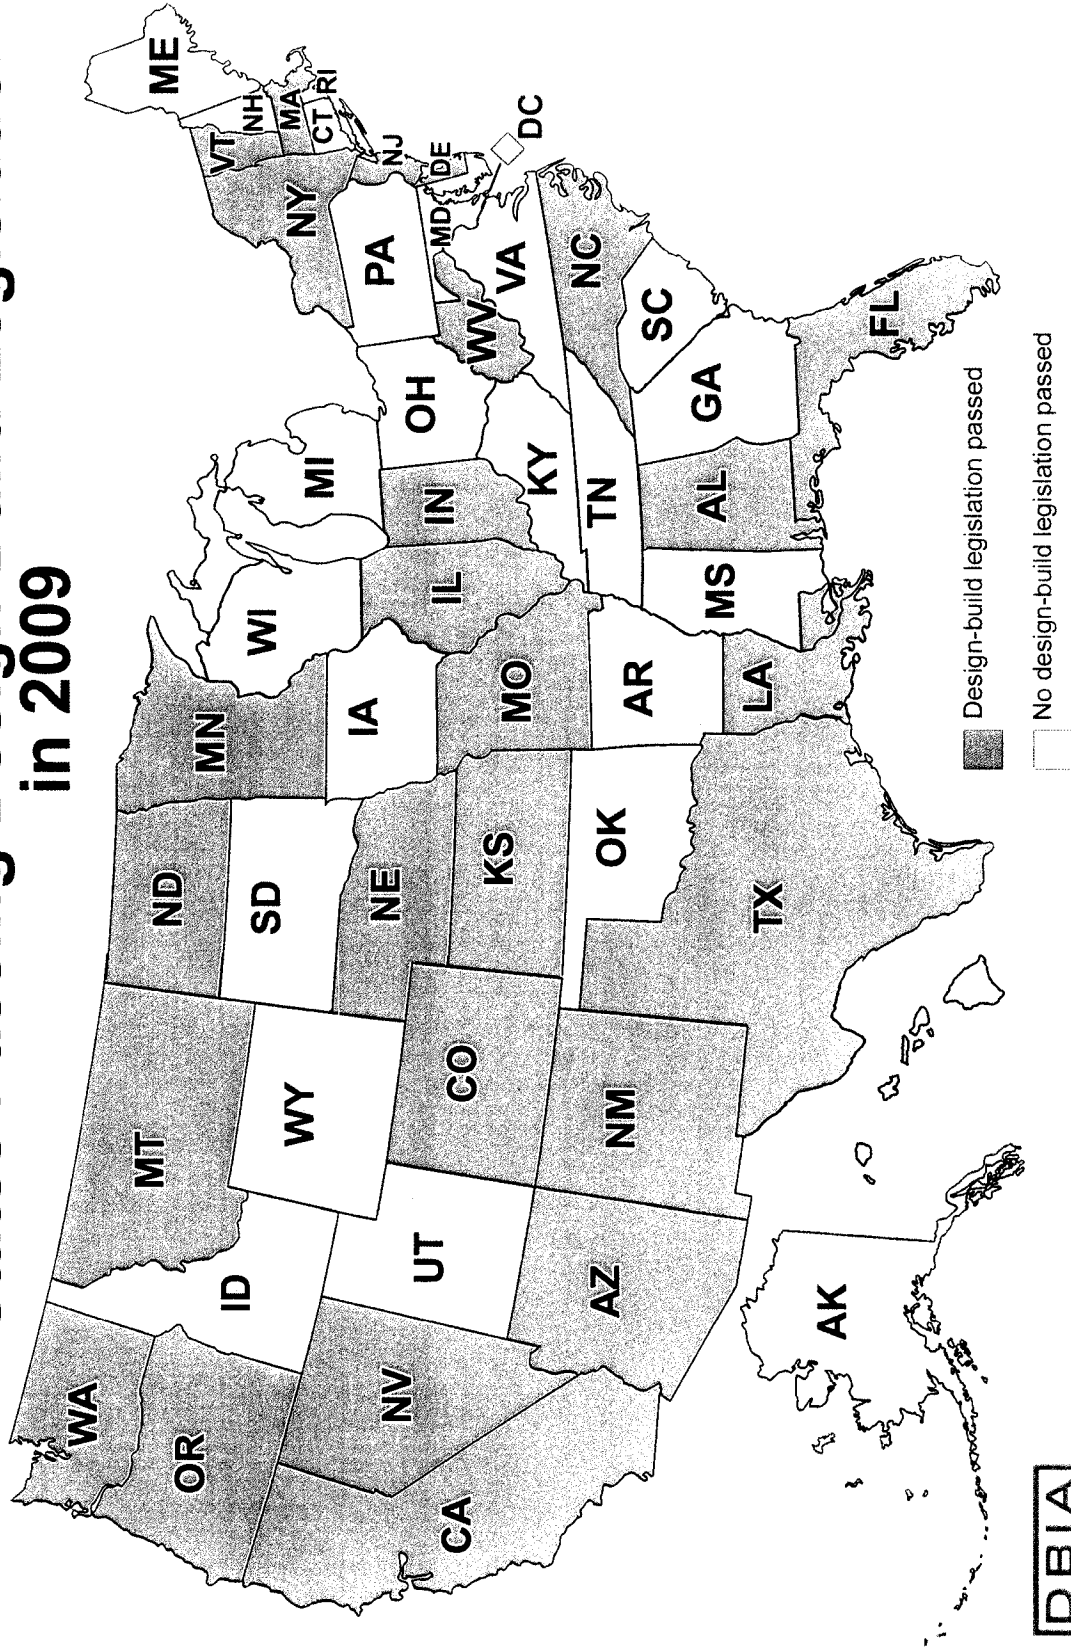 in 2009
WA
OR
CA
NV
ID
MT
WY
UT
AZ
CO
NM
ND
SD
NE
KS
OK
TX
MN
IA
MO
AR
LA
WI
IL
MS
MI
IN
KY
TN
AL
OH
WV
GA
FL
PA
VA
NC
SC
NY
VT
NH
ME
MA
CT
RI
NJ
DE
MD
DC
AK
Design-build legislation passed
No design-build legislation passed
DBIA